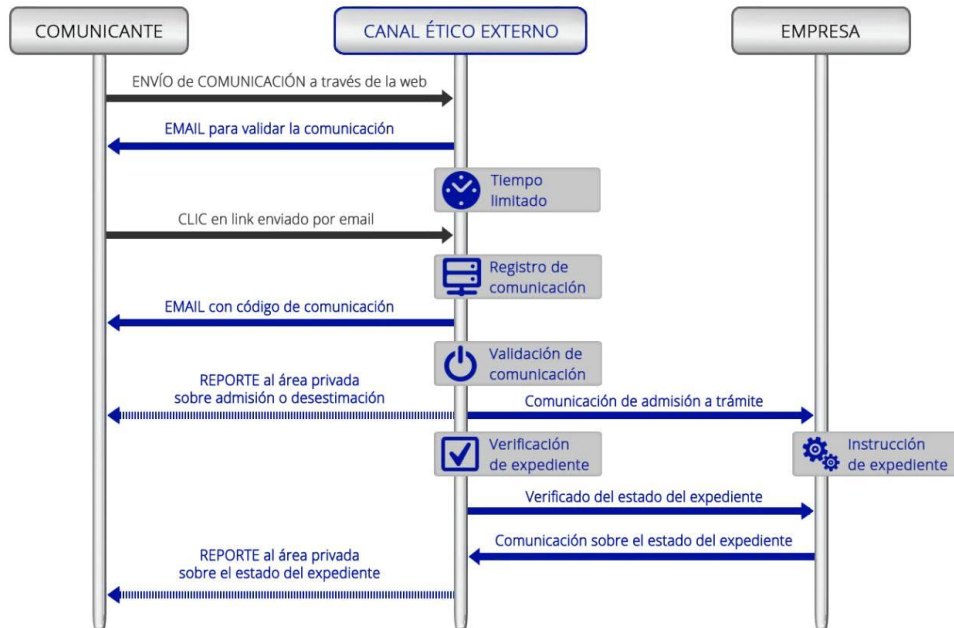 COMUNICANTE
CANAL ÉTICO EXTERNO
EMPRESA
ENVÍO de COMUNICACIÓN a través de la web
EMAIL para validar la comunicación
Tiempo
limitado
CLIC en link enviado por email
Registro de
comunicación
EMAIL con código de comunicación
Validación de
comunicación
REPORTE al área privada
sobre admisión o desestimación
Comunicación de admisión a trámite
Verificación
de expediente
Instrucción
de expediente
Verificado del estado del expediente
Comunicación sobre el estado del expediente
REPORTE al área privada
sobre el estado del expediente